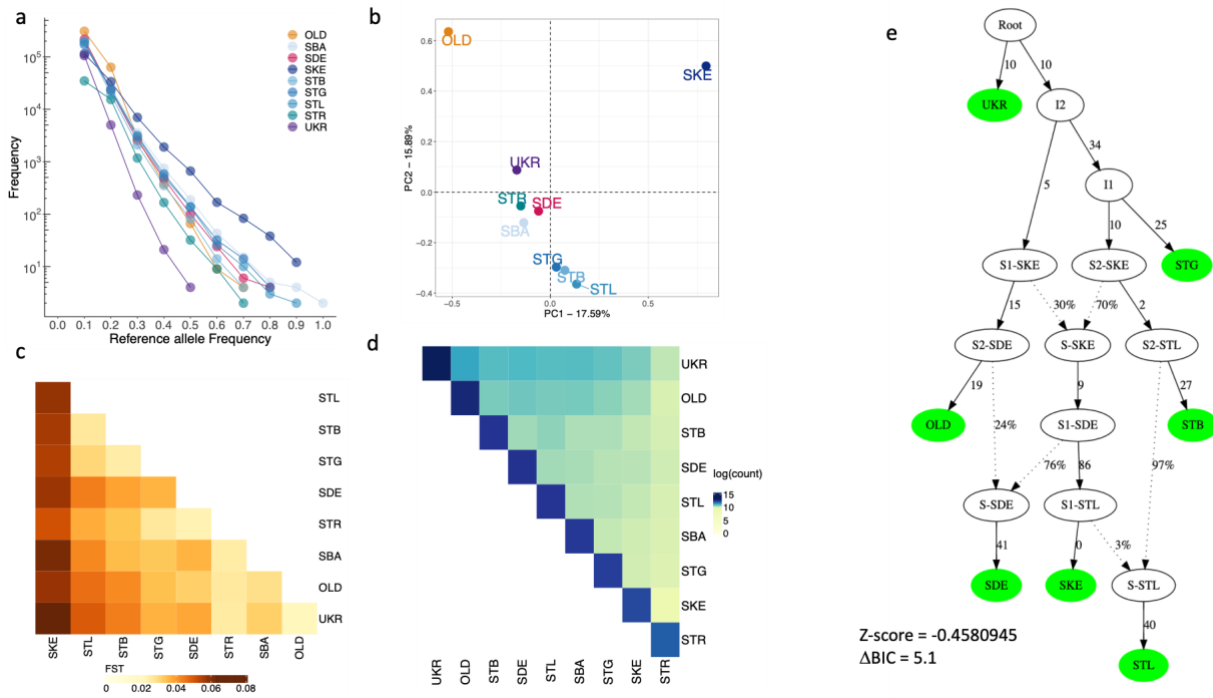 a
Frequency
10^5
10^4
10^3
10^2
10^1
OLD
SBA
SDE
SKE
STB
STG
STL
STR
UKR
0.0 0.1 0.2 0.3 0.4 0.5 0.6 0.7 0.8 0.9 1.0
Reference allele Frequency
b
PC2 − 15.89%
0.6
0.4
0.2
0.0
−0.2
−0.4
OLD
SKE
UKR
STR
SDE
SBA
STG
STB
STL
−0.5 0.0 0.5
PC1 − 17.59%
c
STL
STB
STG
SDE
STR
SBA
OLD
UKR
SKE STL STB STG SDE STR SBA OLD
FST
0 0.02 0.04 0.06 0.08
d
UKR
OLD
STB
SDE
STL
SBA
STG
SKE
STR
UKR OLD STB SDE STL SBA STG SKE STR
log(count)
15
10
5
0
e
Root
10 10
UKR I2
34
5 I1
10 25
S1-SKE S2-SKE STG
15 30% 70% 2
S2-SDE S-SKE S2-STL
19 9 27
OLD 24% S1-SDE STB
76% 86 97%
S-SDE S1-STL
41 0 3%
SDE SKE S-STL
40
STL
Z-score = -0.4580945
ΔBIC = 5.1